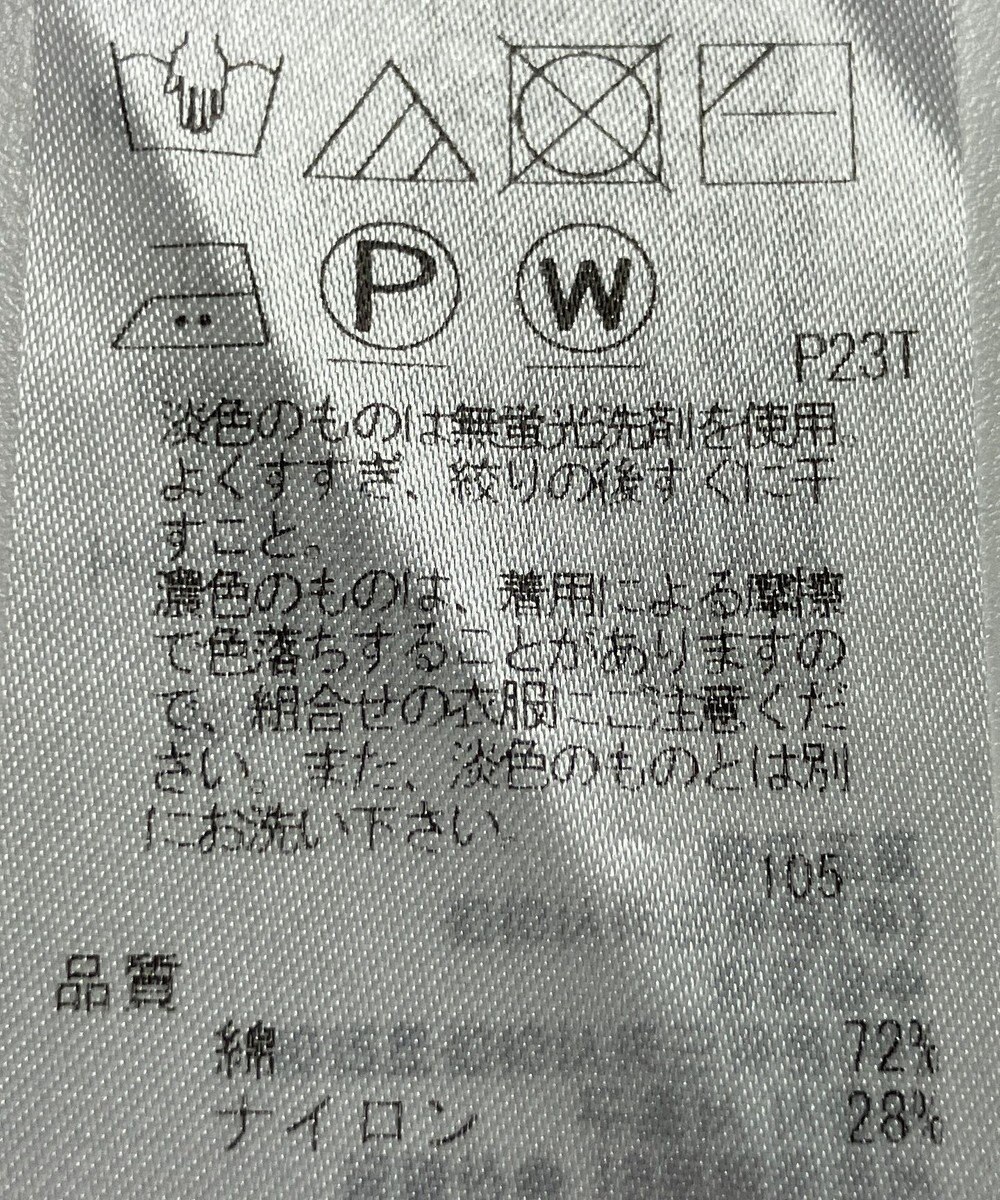 P W
P23T
淡色のものは無蛍光洗剤を使用。
よくすすぎ、絞りの後すぐに干
すこと。
濃色のものは、着用による摩擦
で色落ちすることがありますの
で、組合せの衣服にご注意くだ
さい。また、淡色のものとは別
にお洗い下さい。
105
品質
綿 72%
ナイロン 28%